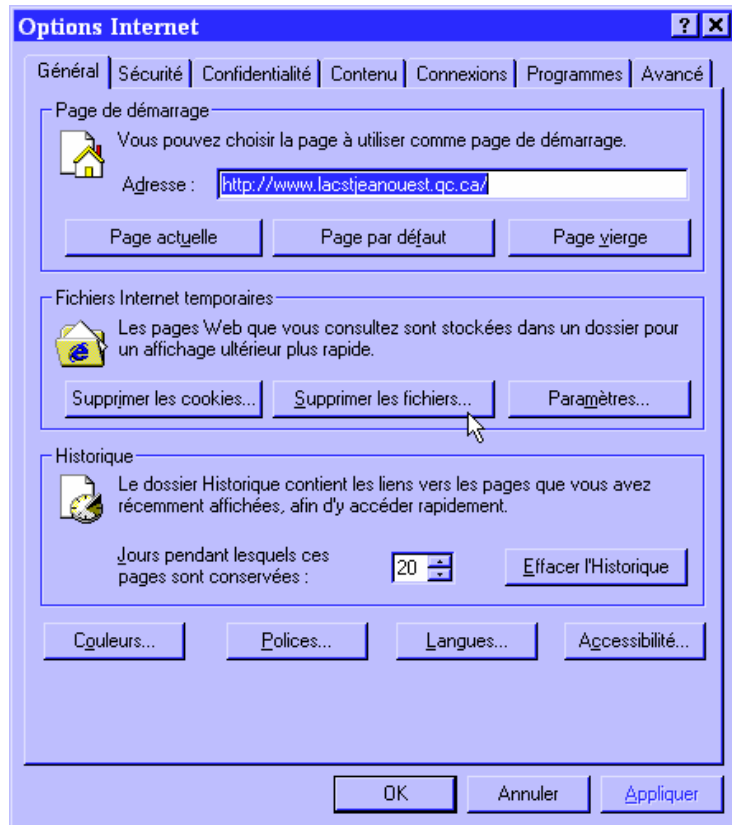 Options Internet
Général Sécurité Confidentialité Contenu Connexions Programmes Avancé
Page de démarrage
Vous pouvez choisir la page à utiliser comme page de démarrage.
Adresse : http://www.lacstjeanouest.qc.ca/
Page actuelle Page par défaut Page vierge
Fichiers Internet temporaires
Les pages Web que vous consultez sont stockées dans un dossier pour
un affichage ultérieur plus rapide.
Supprimer les cookies... Supprimer les fichiers... Paramètres...
Historique
Le dossier Historique contient les liens vers les pages que vous avez
récemment affichées, afin d'y accéder rapidement.
Jours pendant lesquels ces
pages sont conservées : 20 Effacer l'Historique
Couleurs... Polices... Langues... Accessibilité...
OK Annuler Appliquer